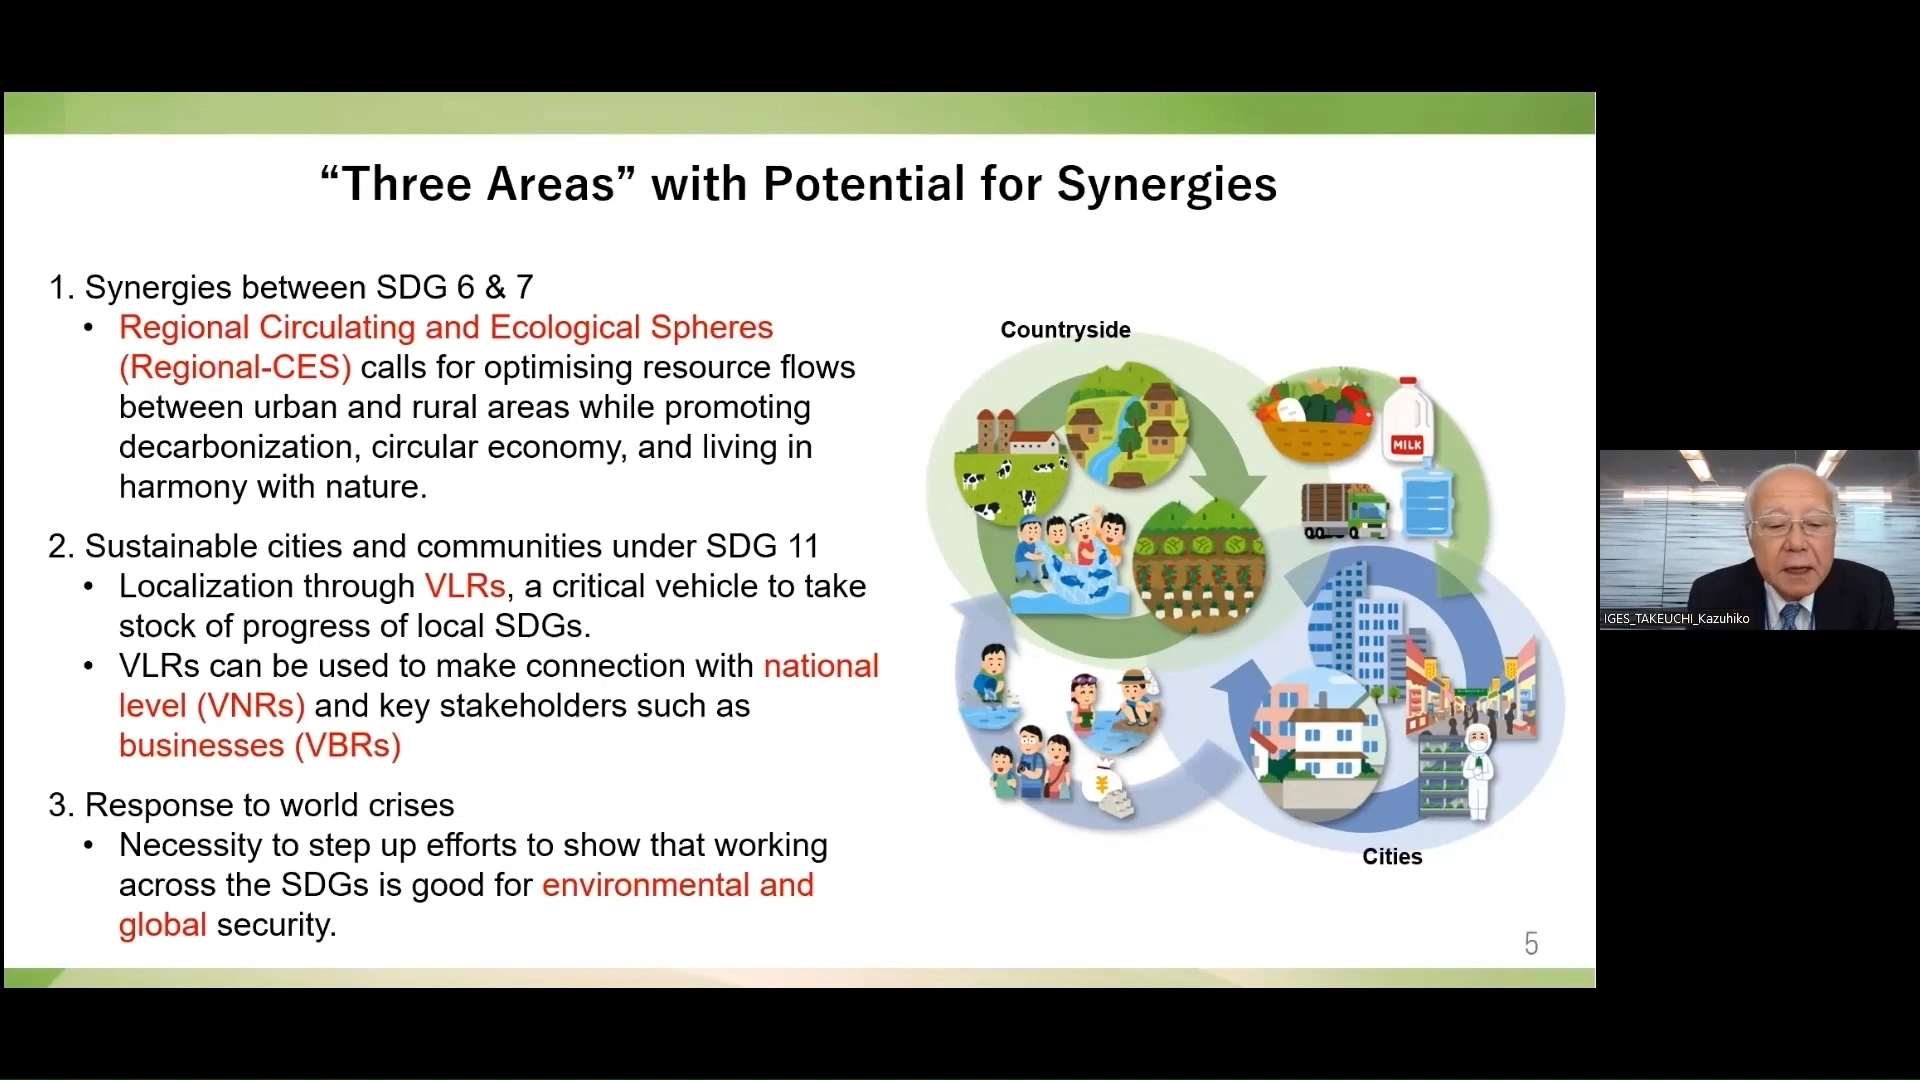 “Three Areas” with Potential for Synergies
1. Synergies between SDG 6 & 7
• Regional Circulating and Ecological Spheres
(Regional-CES) calls for optimising resource flows
between urban and rural areas while promoting
decarbonization, circular economy, and living in
harmony with nature.
2. Sustainable cities and communities under SDG 11
• Localization through VLRs, a critical vehicle to take
stock of progress of local SDGs.
• VLRs can be used to make connection with national
level (VNRs) and key stakeholders such as
businesses (VBRs)
3. Response to world crises
• Necessity to step up efforts to show that working
across the SDGs is good for environmental and
global security.
Countryside
MILK
¥
Cities
5
IGES_TAKEUCHI_Kazuhiko